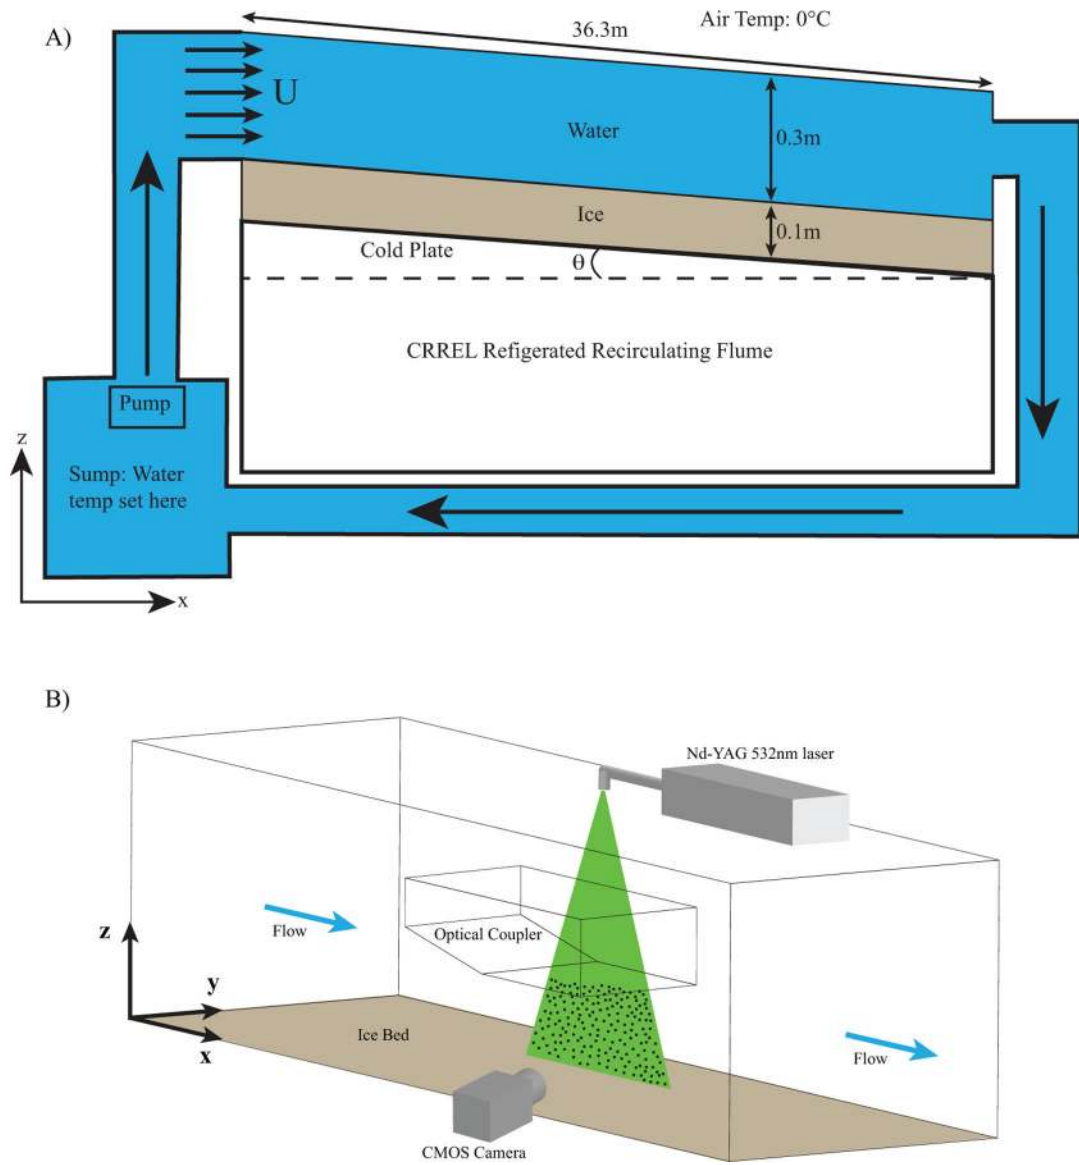 A)
36.3m
Air Temp: 0°C
U
Water
0.3m
Ice
0.1m
Cold Plate
θ
CRREL Refigerated Recirculating Flume
Pump
z
Sump: Water
temp set here
x
B)
Nd-YAG 532nm laser
Flow
Optical Coupler
z
y
x
Ice Bed
Flow
CMOS Camera